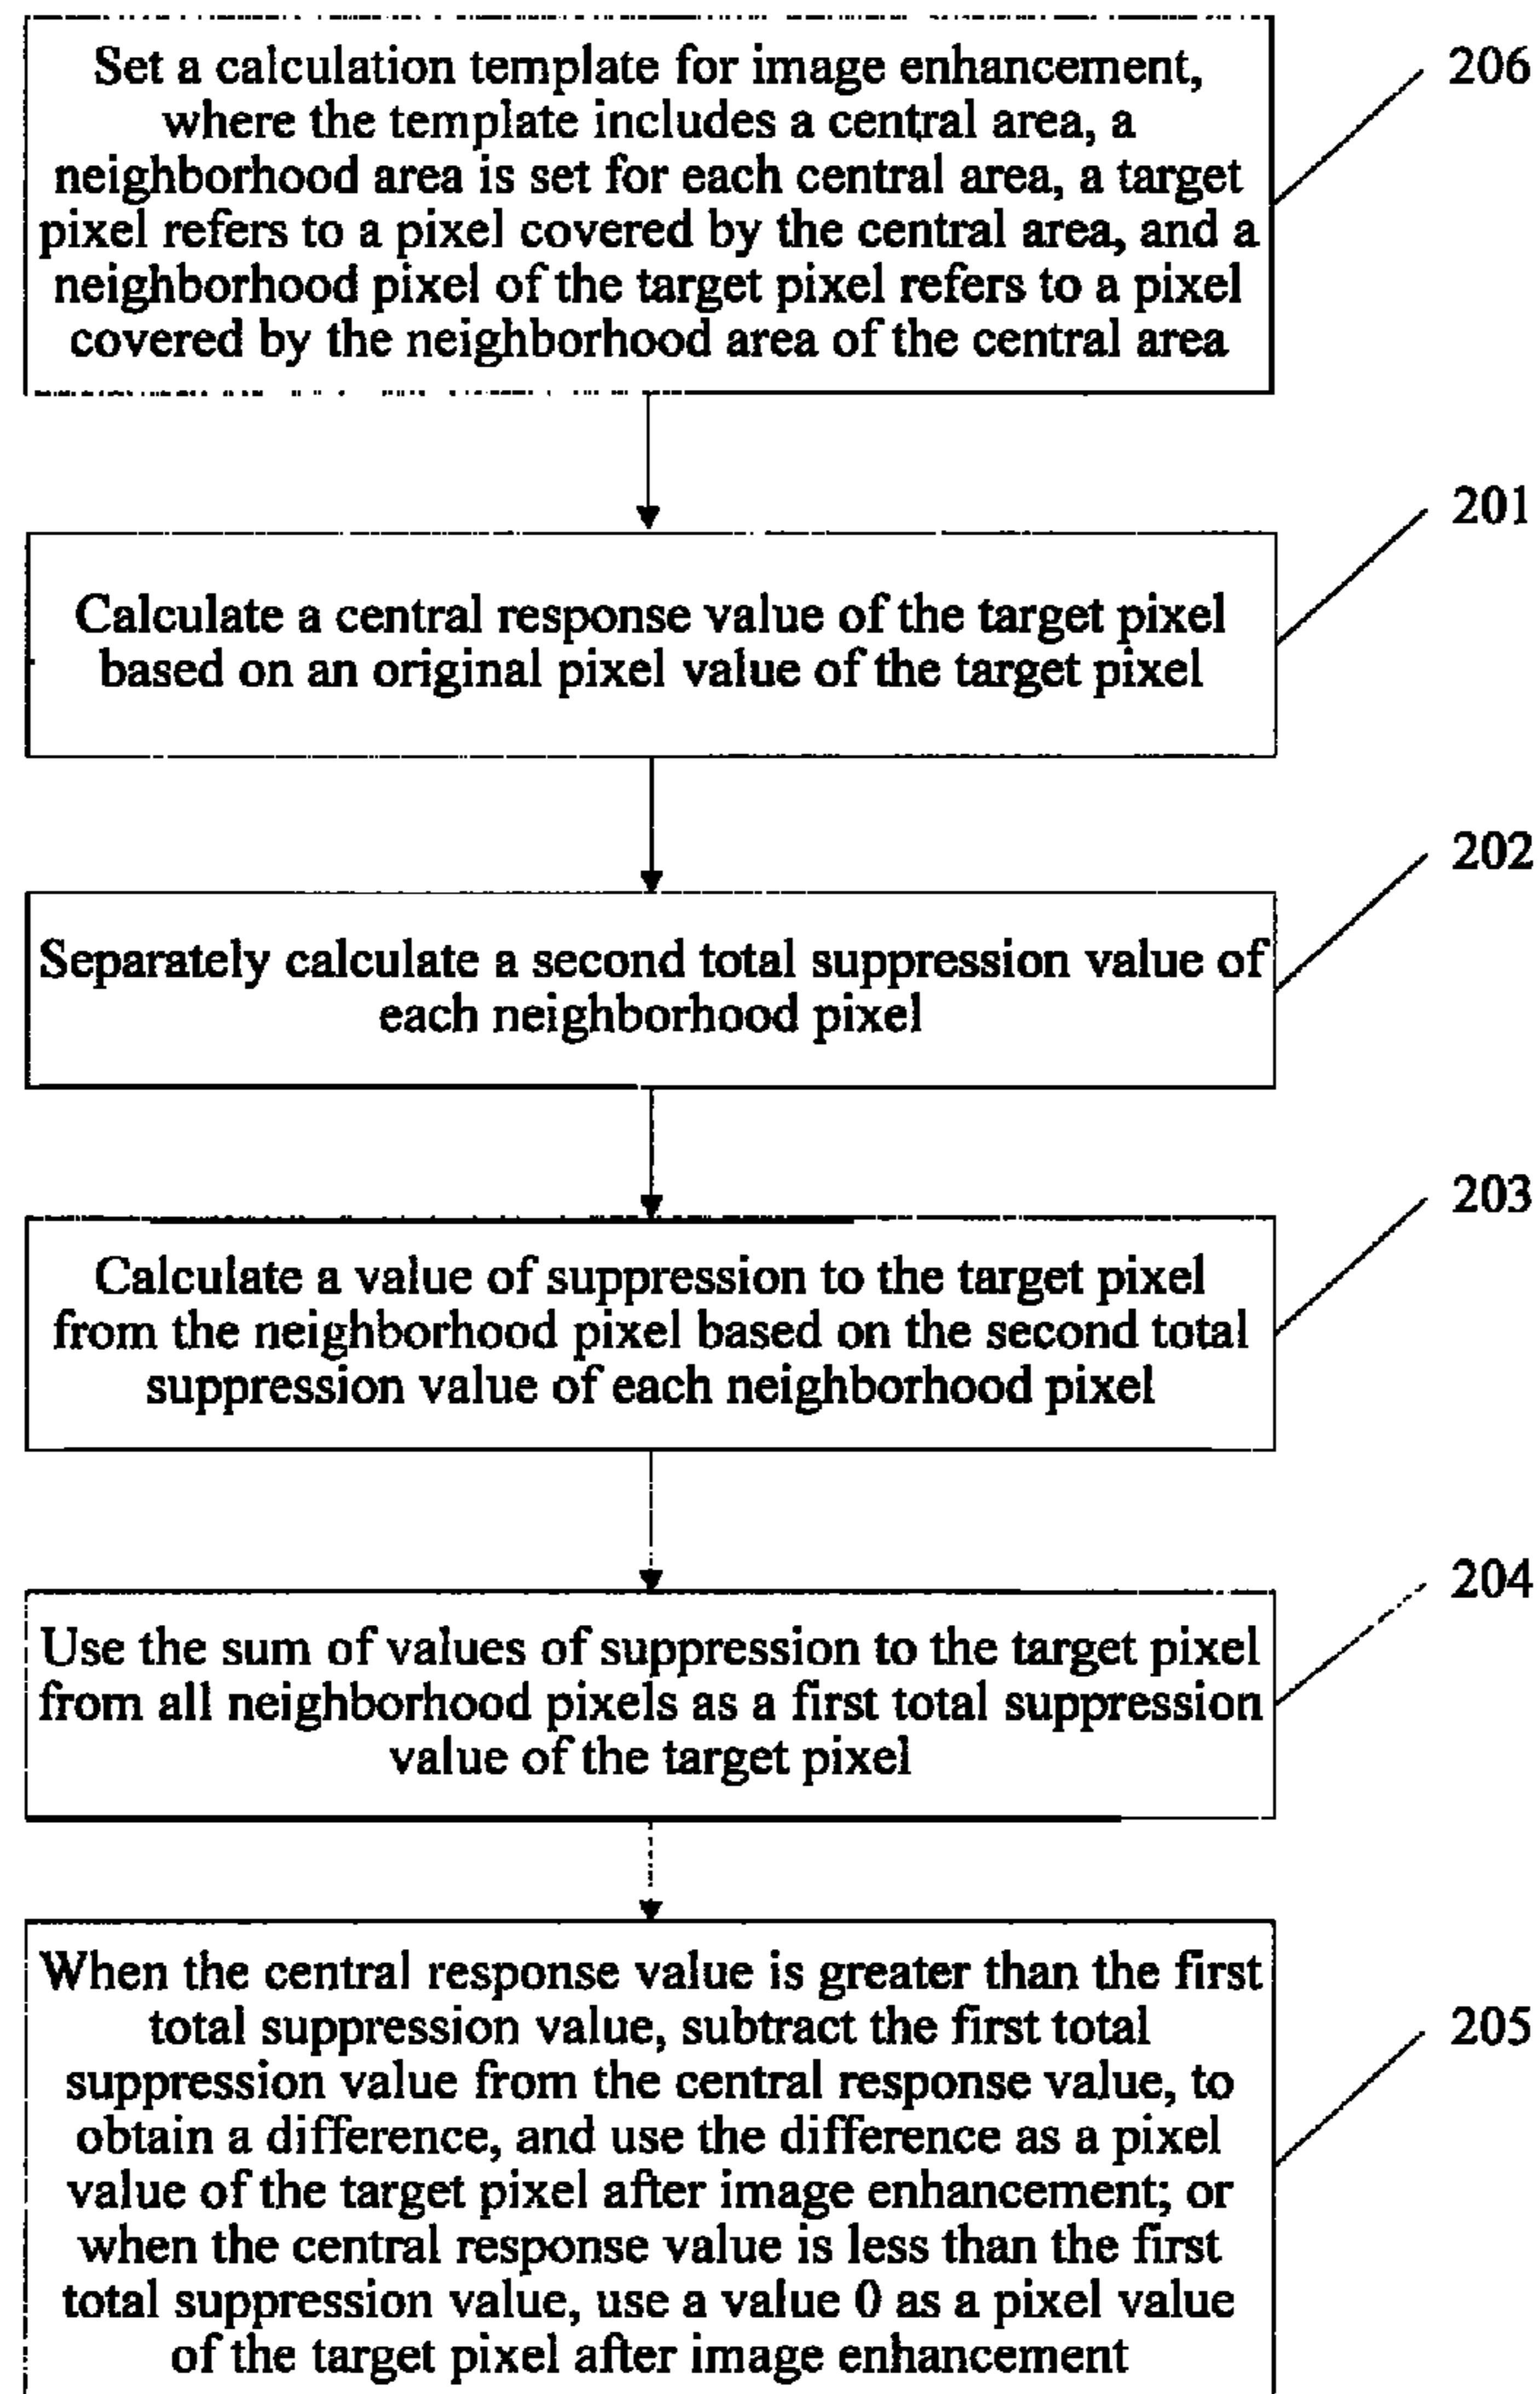 Set a calculation template for image enhancement,
where the template includes a central area, a
neighborhood area is set for each central area, a target
pixel refers to a pixel covered by the central area, and a
neighborhood pixel of the target pixel refers to a pixel
covered by the neighborhood area of the central area
206
Calculate a central response value of the target pixel
based on an original pixel value of the target pixel
201
Separately calculate a second total suppression value of
each neighborhood pixel
202
Calculate a value of suppression to the target pixel
from the neighborhood pixel based on the second total
suppression value of each neighborhood pixel
203
Use the sum of values of suppression to the target pixel
from all neighborhood pixels as a first total suppression
value of the target pixel
204
When the central response value is greater than the first
total suppression value, subtract the first total
suppression value from the central response value, to
obtain a difference, and use the difference as a pixel
value of the target pixel after image enhancement; or
when the central response value is less than the first
total suppression value, use a value 0 as a pixel value
of the target pixel after image enhancement
205